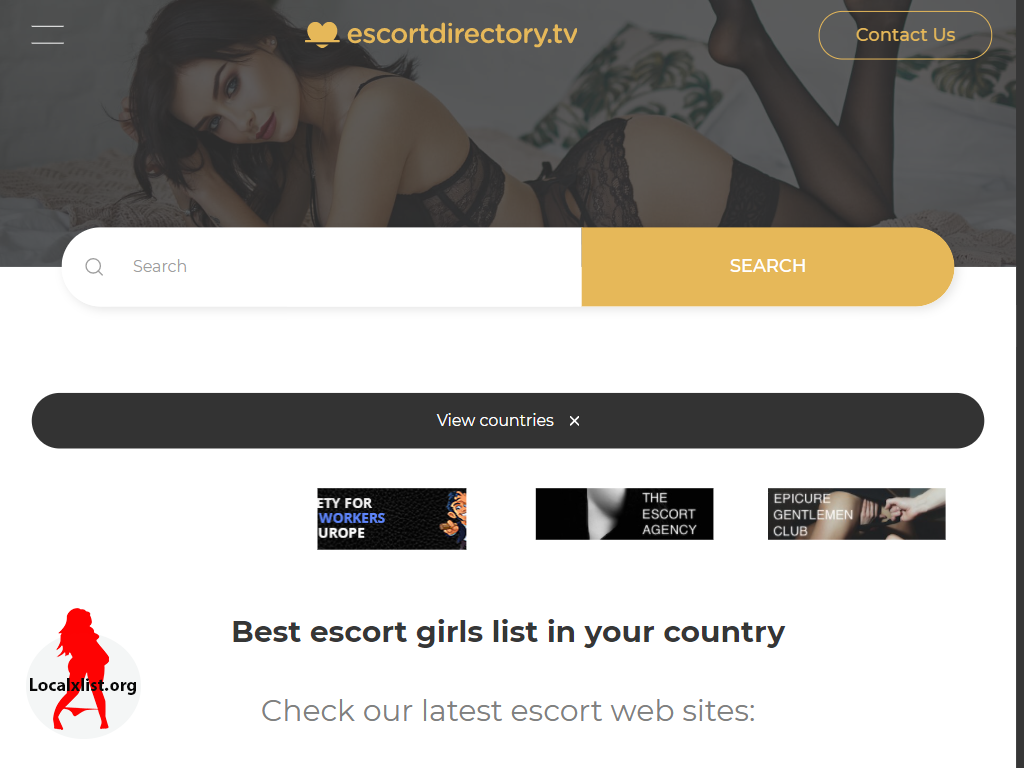 escortdirectory.tv
Contact Us
Search
SEARCH
View countries
ETY FOR
WORKERS
UROPE
THE
ESCORT
AGENCY
EPICURE
GENTLEMEN
CLUB
Best escort girls list in your country
Localxlist.org
Check our latest escort web sites: